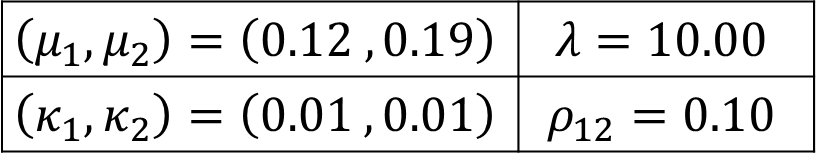 (μ₁,μ₂) = (0.12 ,0.19) λ = 10.00
(κ₁,κ₂) = (0.01 ,0.01) ρ₁₂ = 0.10